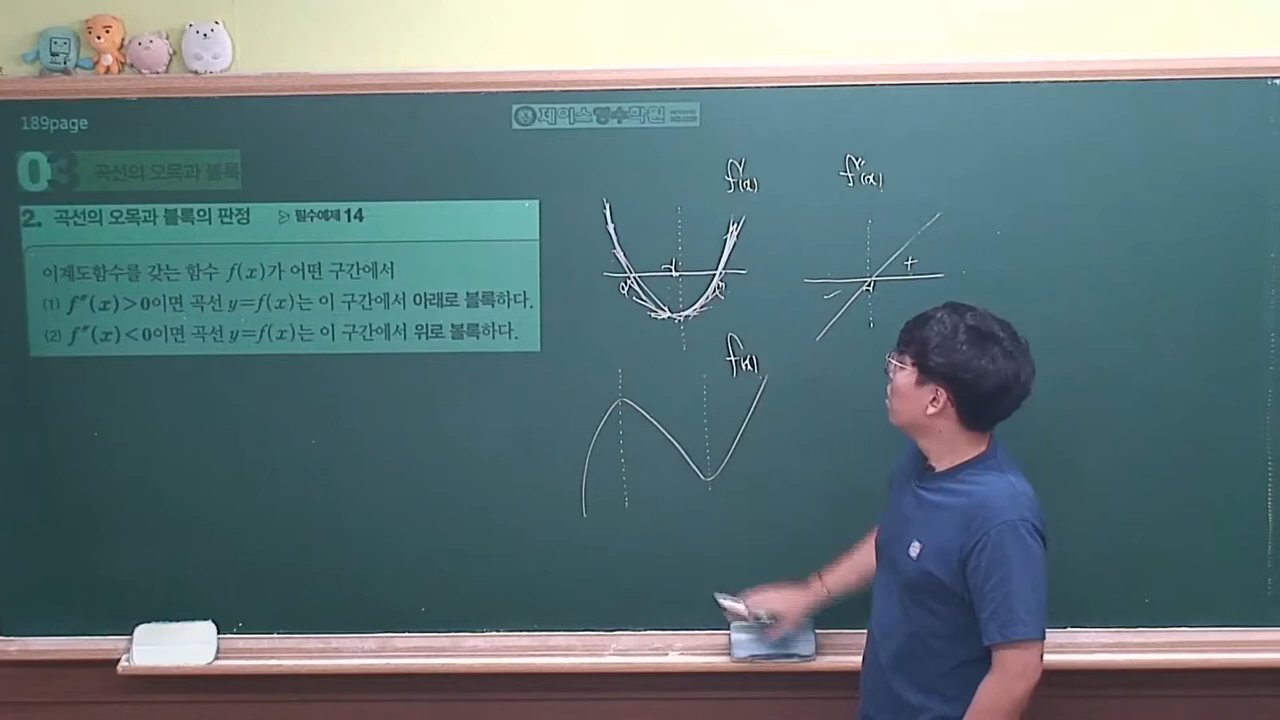 189page
제이스영수학원
03 곡선의 오목과 볼록
2. 곡선의 오목과 볼록의 판정 ▷ 필수예제 14
이계도함수를 갖는 함수 f(x)가 어떤 구간에서
(1) f″(x)>0이면 곡선 y=f(x)는 이 구간에서 아래로 볼록하다.
(2) f″(x)<0이면 곡선 y=f(x)는 이 구간에서 위로 볼록하다.
f′(x)
f″(x)
+
−
f(x)